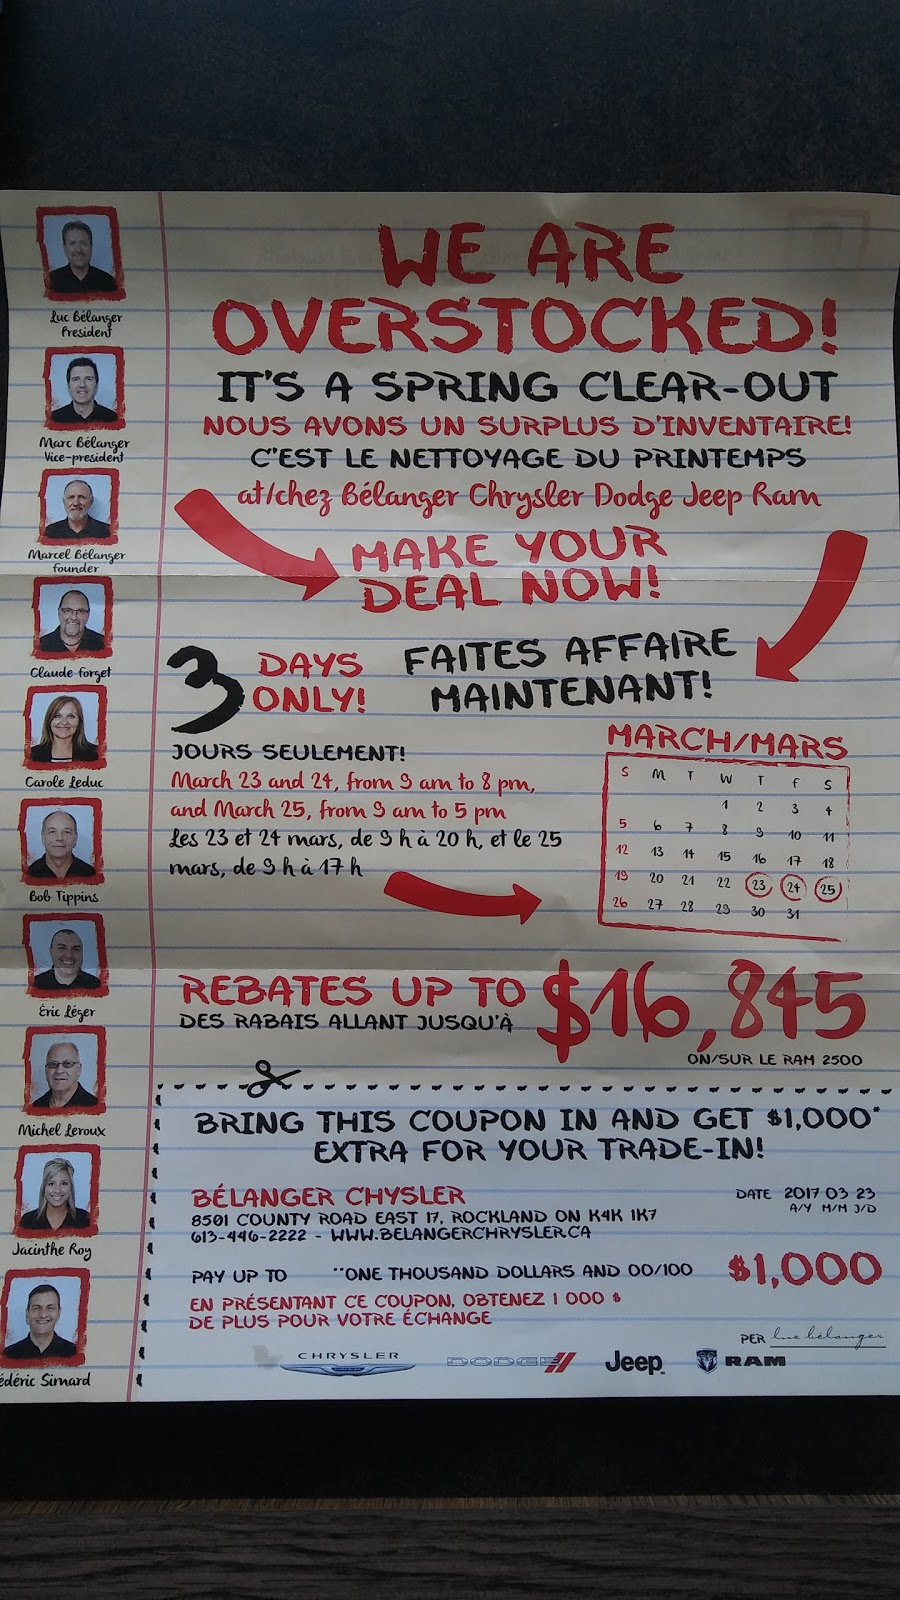 Luc Bélanger
President
Marc Bélanger
Vice-president
Marcel Bélanger
founder
Claude forget
Carole Leduc
Bob Tippins
Éric Léger
Michel Leroux
Jacinthe Roy
édéric Simard
WE ARE
OVERSTOCKED!
IT'S A SPRING CLEAR-OUT
NOUS AVONS UN SURPLUS D'INVENTAIRE!
C'EST LE NETTOYAGE DU PRINTEMPS
at/chez Bélanger Chrysler Dodge Jeep Ram
MAKE YOUR
DEAL NOW!
3 DAYS
ONLY!
FAITES AFFAIRE
MAINTENANT!
JOURS SEULEMENT!
March 23 and 24, from 9 am to 8 pm,
and March 25, from 9 am to 5 pm
Les 23 et 24 mars, de 9 h à 20 h, et le 25
mars, de 9 h à 17 h
MARCH/MARS
S M T W T F S
1 2 3 4
5 6 7 8 9 10 11
12 13 14 15 16 17 18
19 20 21 22 23 24 25
26 27 28 29 30 31
REBATES UP TO $16,845
DES RABAIS ALLANT JUSQU'À
ON/SUR LE RAM 2500
BRING THIS COUPON IN AND GET $1,000*
EXTRA FOR YOUR TRADE-IN!
BÉLANGER CHYSLER
DATE 2017 03 23
A/Y M/M J/D
8501 COUNTY ROAD EAST 17, ROCKLAND ON K4K 1K7
613-446-2222 - WWW.BELANGERCHRYSLER.CA
PAY UP TO **ONE THOUSAND DOLLARS AND 00/100 $1,000
EN PRÉSENTANT CE COUPON, OBTENEZ 1 000 $
DE PLUS POUR VOTRE ÉCHANGE
PER luc bélanger
CHRYSLER DODGE Jeep RAM